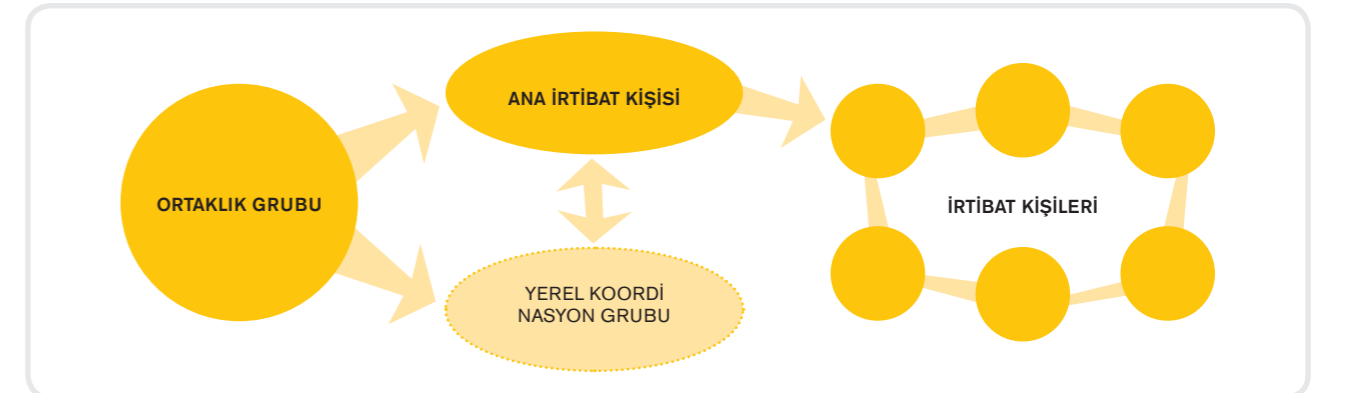 ORTAKLIK GRUBU
ANA İRTİBAT KİŞİSİ
YEREL KOORDİ
NASYON GRUBU
İRTİBAT KİŞİLERİ